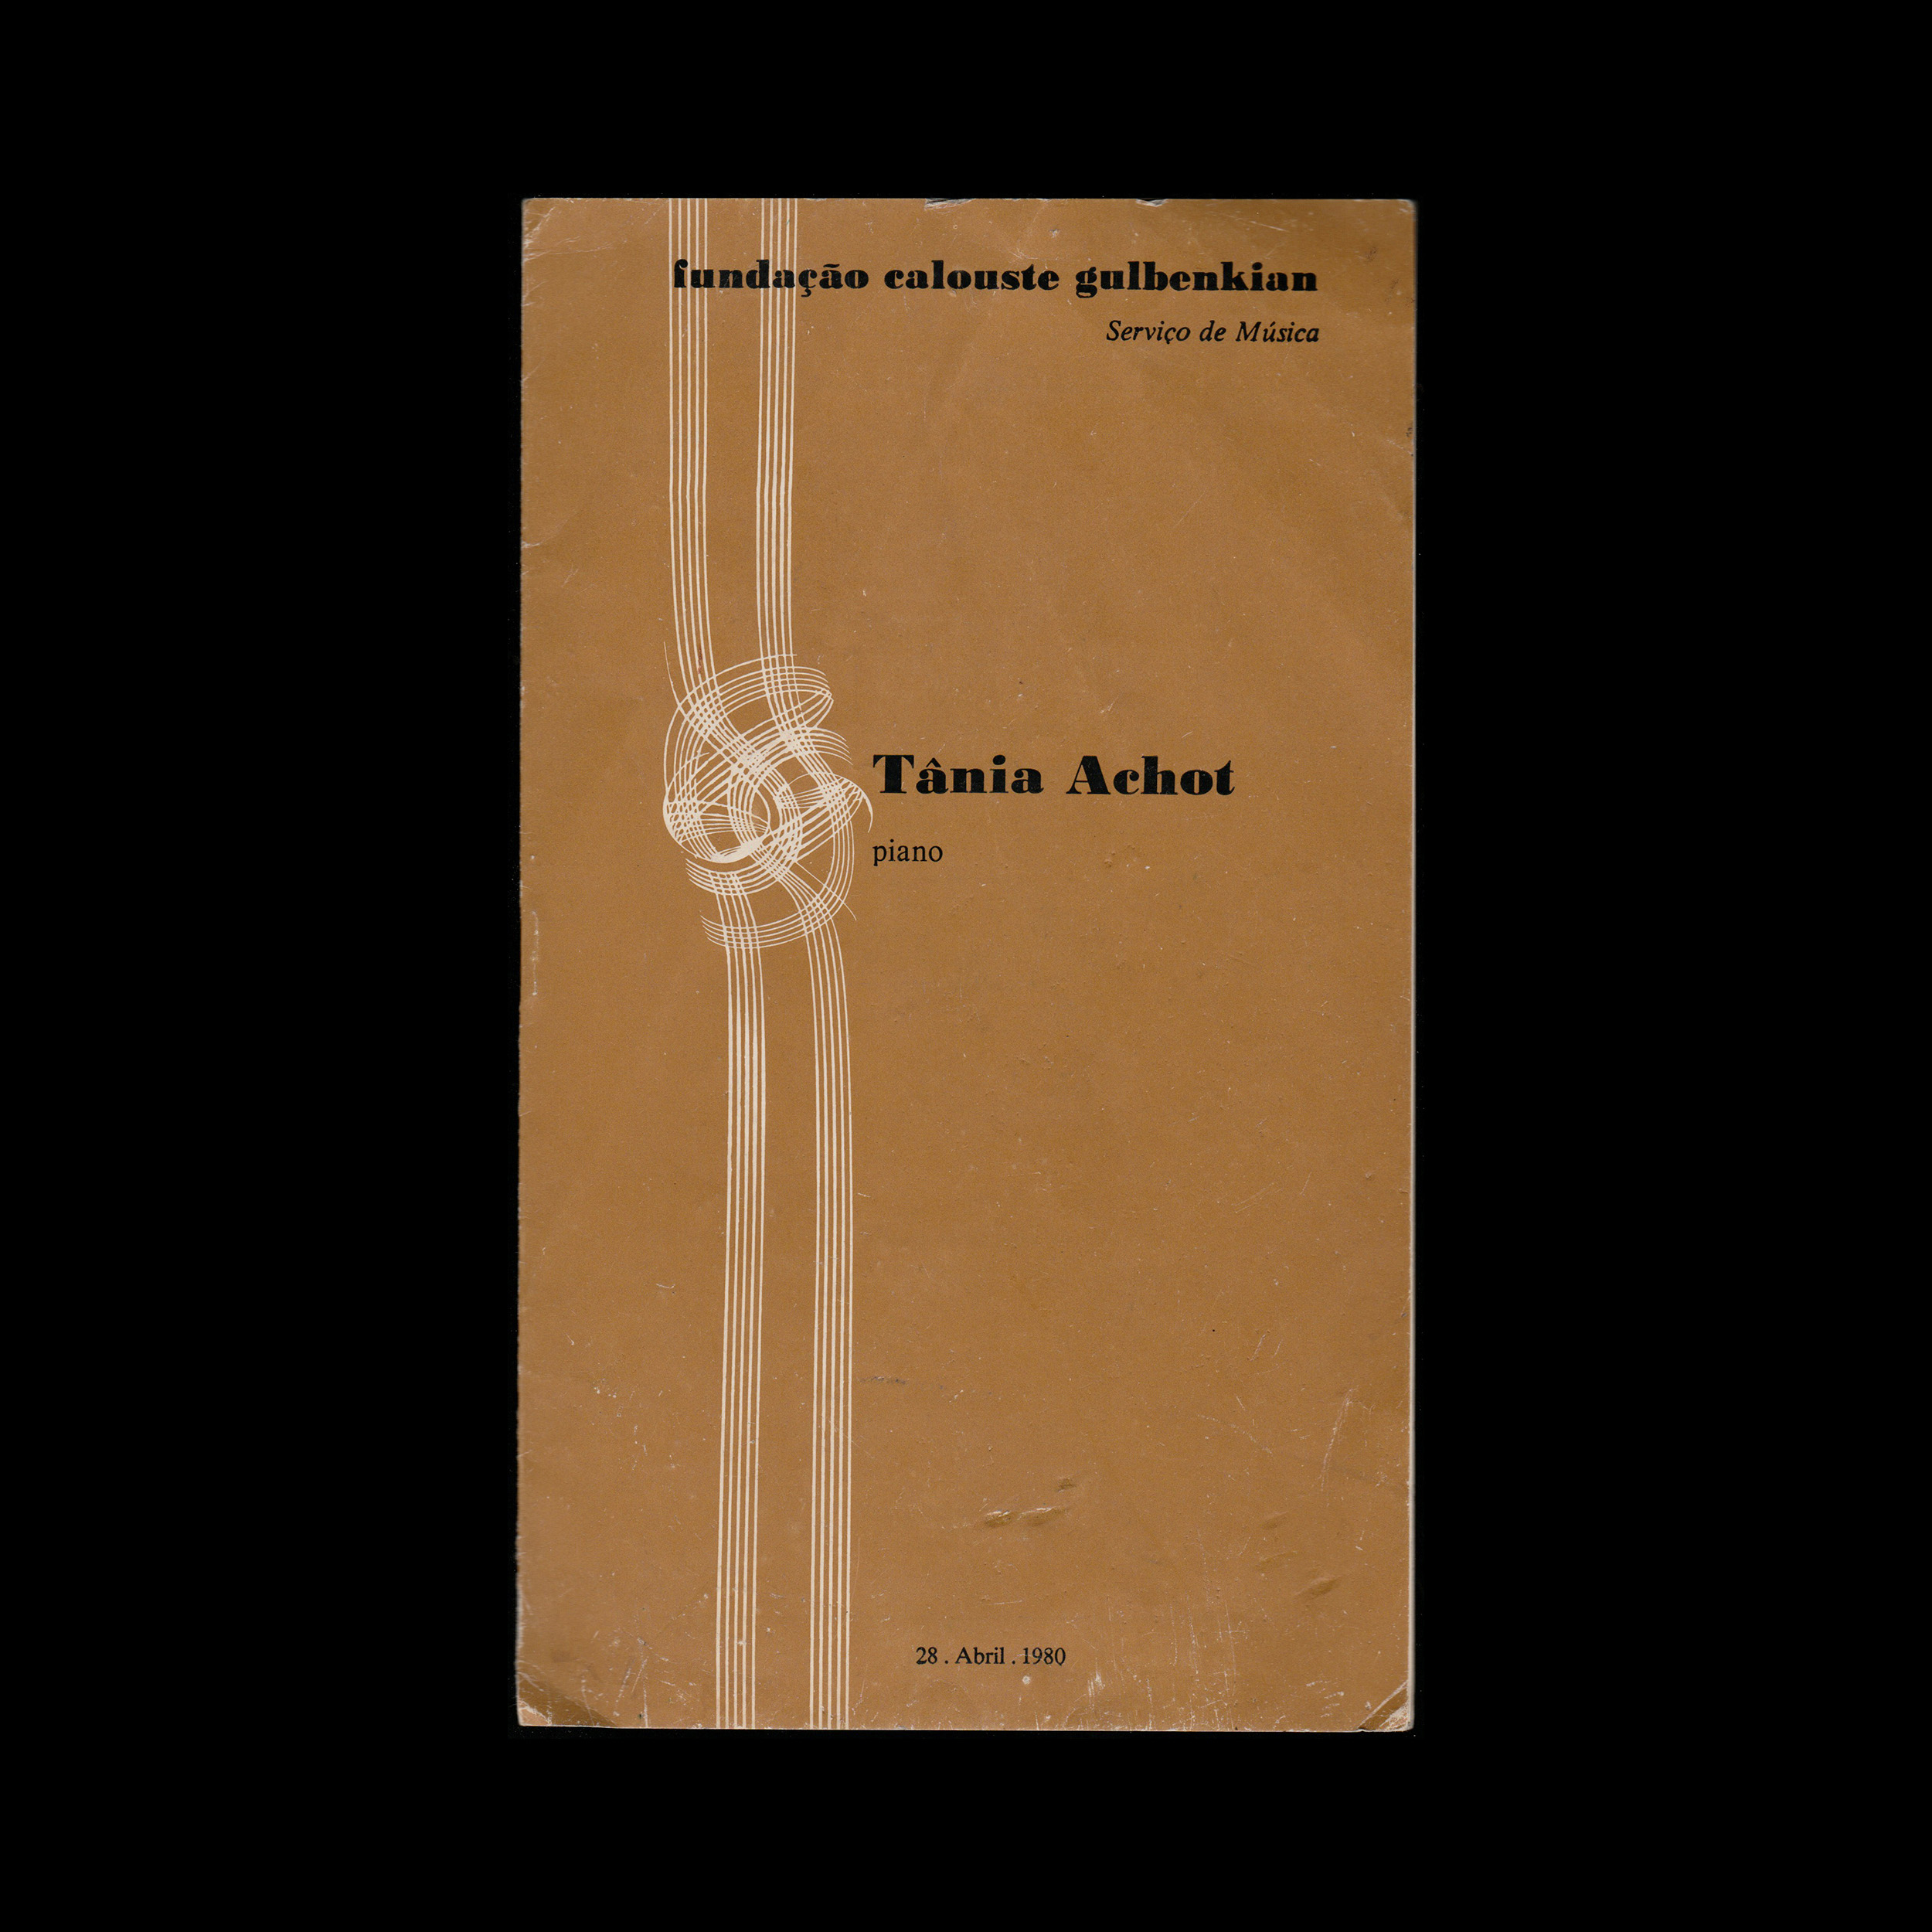 fundação calouste gulbenkian
Serviço de Música
Tânia Achot
piano
28 . Abril . 1980